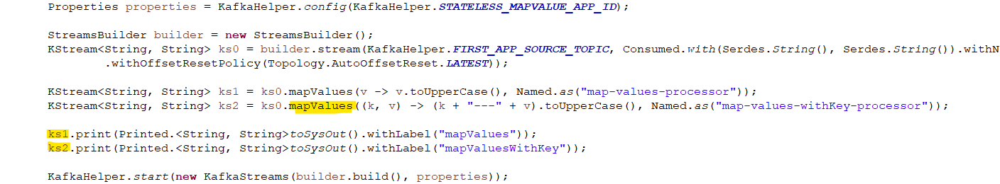 Properties properties = KafkaHelper.config(KafkaHelper.STATELESS_MAPVALUE_APP_ID);
StreamsBuilder builder = new StreamsBuilder();
KStream<String, String> ks0 = builder.stream(KafkaHelper.FIRST_APP_SOURCE_TOPIC, Consumed.with(Serdes.String(), Serdes.String()).withN
.withOffsetResetPolicy(Topology.AutoOffsetReset.LATEST));
KStream<String, String> ks1 = ks0.mapValues(v -> v.toUpperCase(), Named.as("map-values-processor"));
KStream<String, String> ks2 = ks0.mapValues((k, v) -> (k + "---" + v).toUpperCase(), Named.as("map-values-withKey-processor"));
ks1.print(Printed.<String, String>toSysOut().withLabel("mapValues"));
ks2.print(Printed.<String, String>toSysOut().withLabel("mapValuesWithKey"));
KafkaHelper.start(new KafkaStreams(builder.build(), properties));